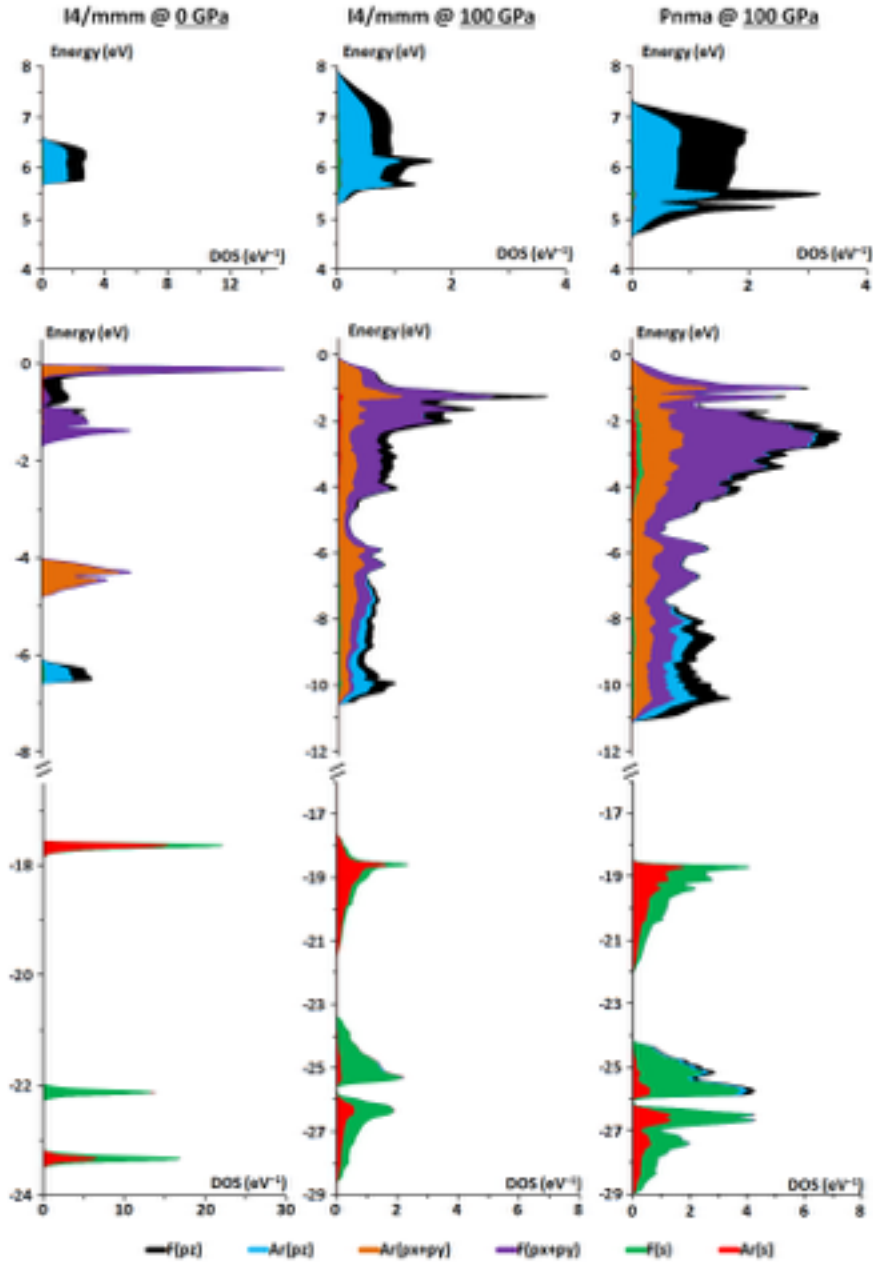 I4/mmm @ 0 GPa
I4/mmm @ 100 GPa
Pnma @ 100 GPa
Energy (eV)
Energy (eV)
Energy (eV)
8
7
6
5
4
8
7
6
5
4
8
7
6
5
4
DOS (eV⁻¹)
DOS (eV⁻¹)
DOS (eV⁻¹)
0 4 8 12
0 2 4
0 2 4
Energy (eV)
Energy (eV)
Energy (eV)
0
-2
-4
-6
-8
0
-2
-4
-6
-8
-10
-12
0
-2
-4
-6
-8
-10
-12
-18
-20
-22
-24
-17
-19
-21
-23
-25
-27
-29
-17
-19
-21
-23
-25
-27
-29
DOS (eV⁻¹)
DOS (eV⁻¹)
DOS (eV⁻¹)
0 10 20 30
0 2 4 6 8
0 2 4 6 8
F(pz) Ar(pz) Ar(px+py) F(px+py) F(s) Ar(s)